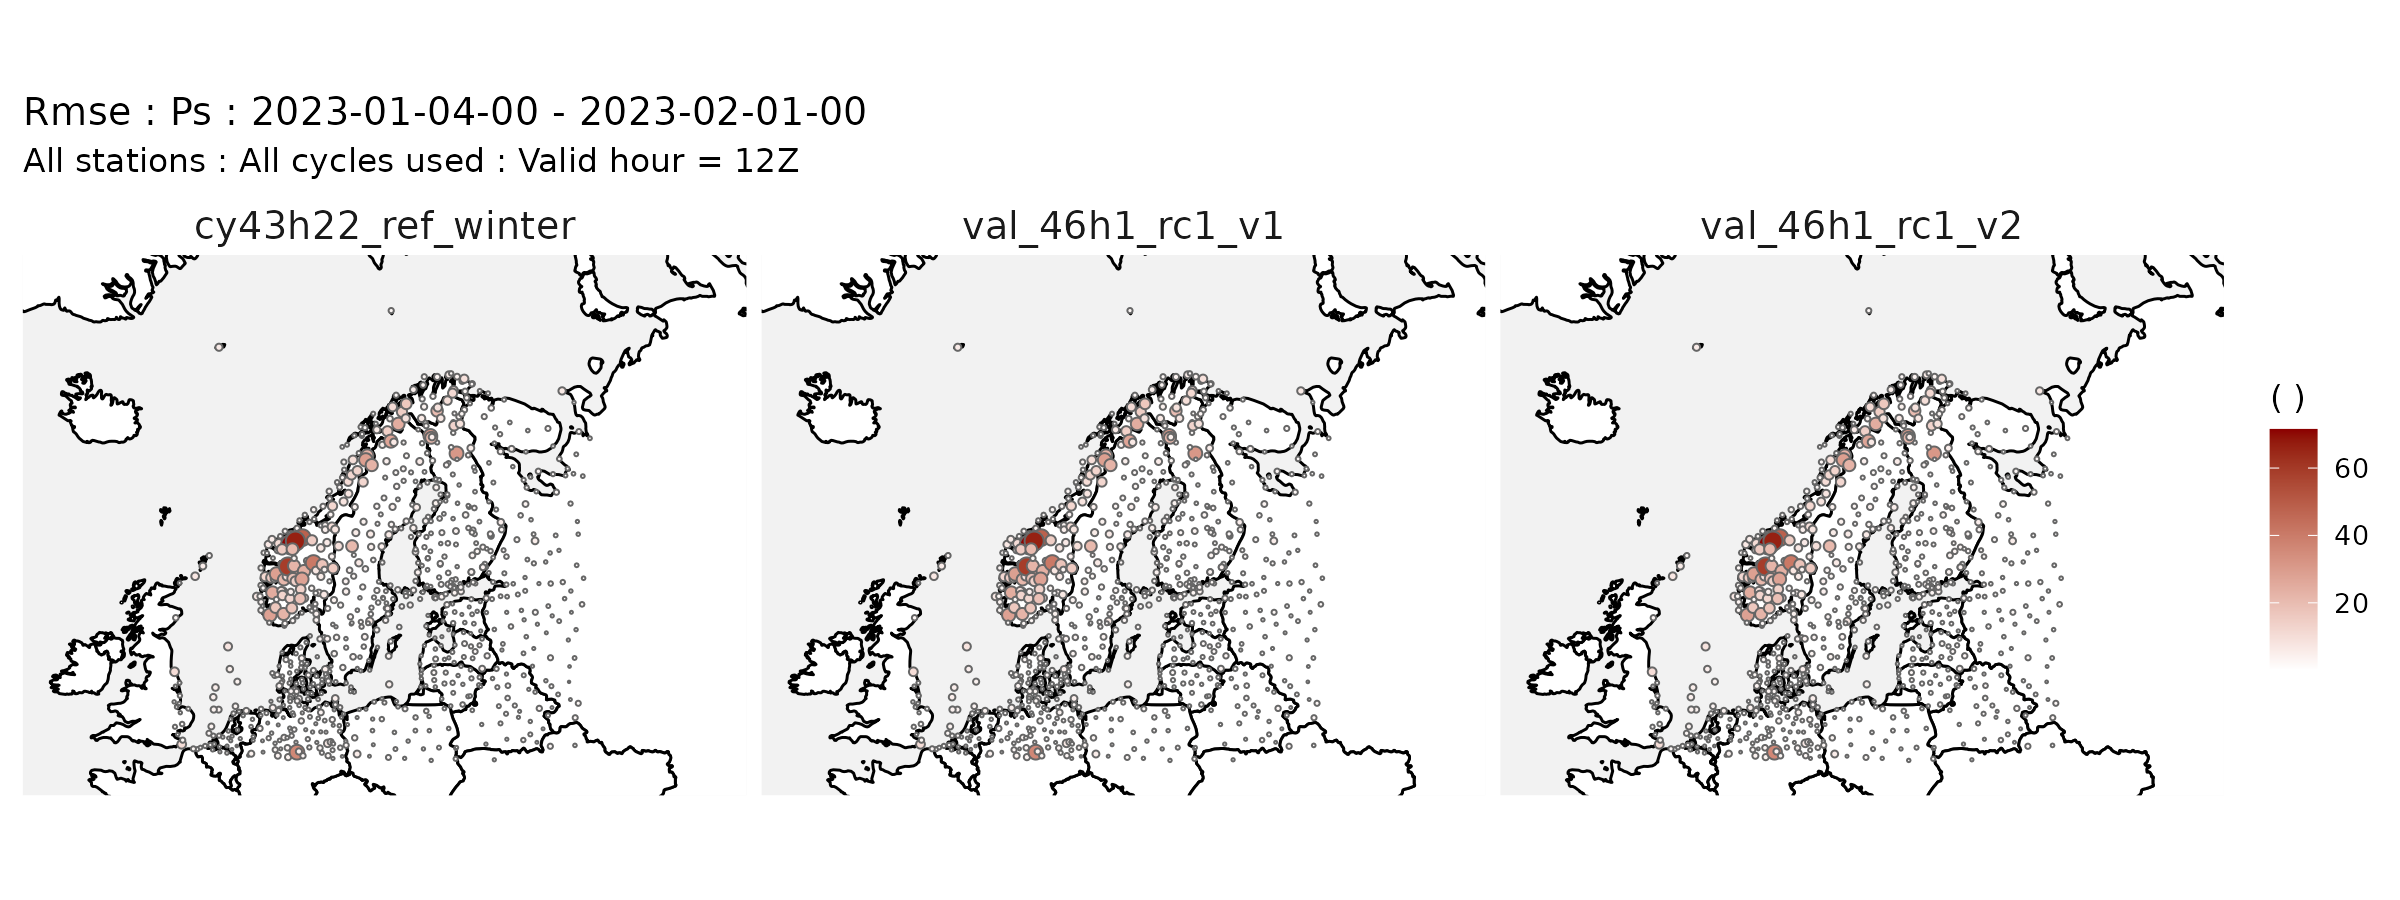 Rmse : Ps : 2023-01-04-00 - 2023-02-01-00
All stations : All cycles used : Valid hour = 12Z
cy43h22_ref_winter
val_46h1_rc1_v1
val_46h1_rc1_v2
( )
60
40
20